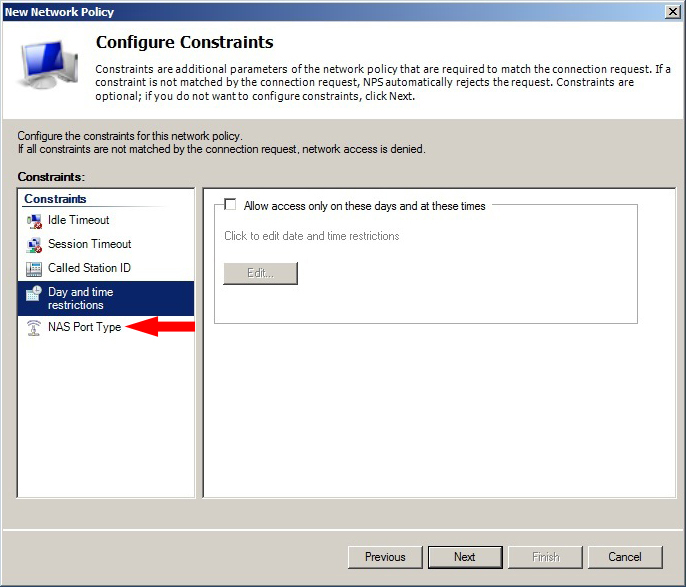 New Network Policy
Configure Constraints
Constraints are additional parameters of the network policy that are required to match the connection request. If a
constraint is not matched by the connection request, NPS automatically rejects the request. Constraints are
optional; if you do not want to configure constraints, click Next.
Configure the constraints for this network policy.
If all constraints are not matched by the connection request, network access is denied.
Constraints:
Constraints
Idle Timeout
Session Timeout
Called Station ID
Day and time
restrictions
NAS Port Type
Allow access only on these days and at these times
Click to edit date and time restrictions
Edit...
Previous
Next
Finish
Cancel